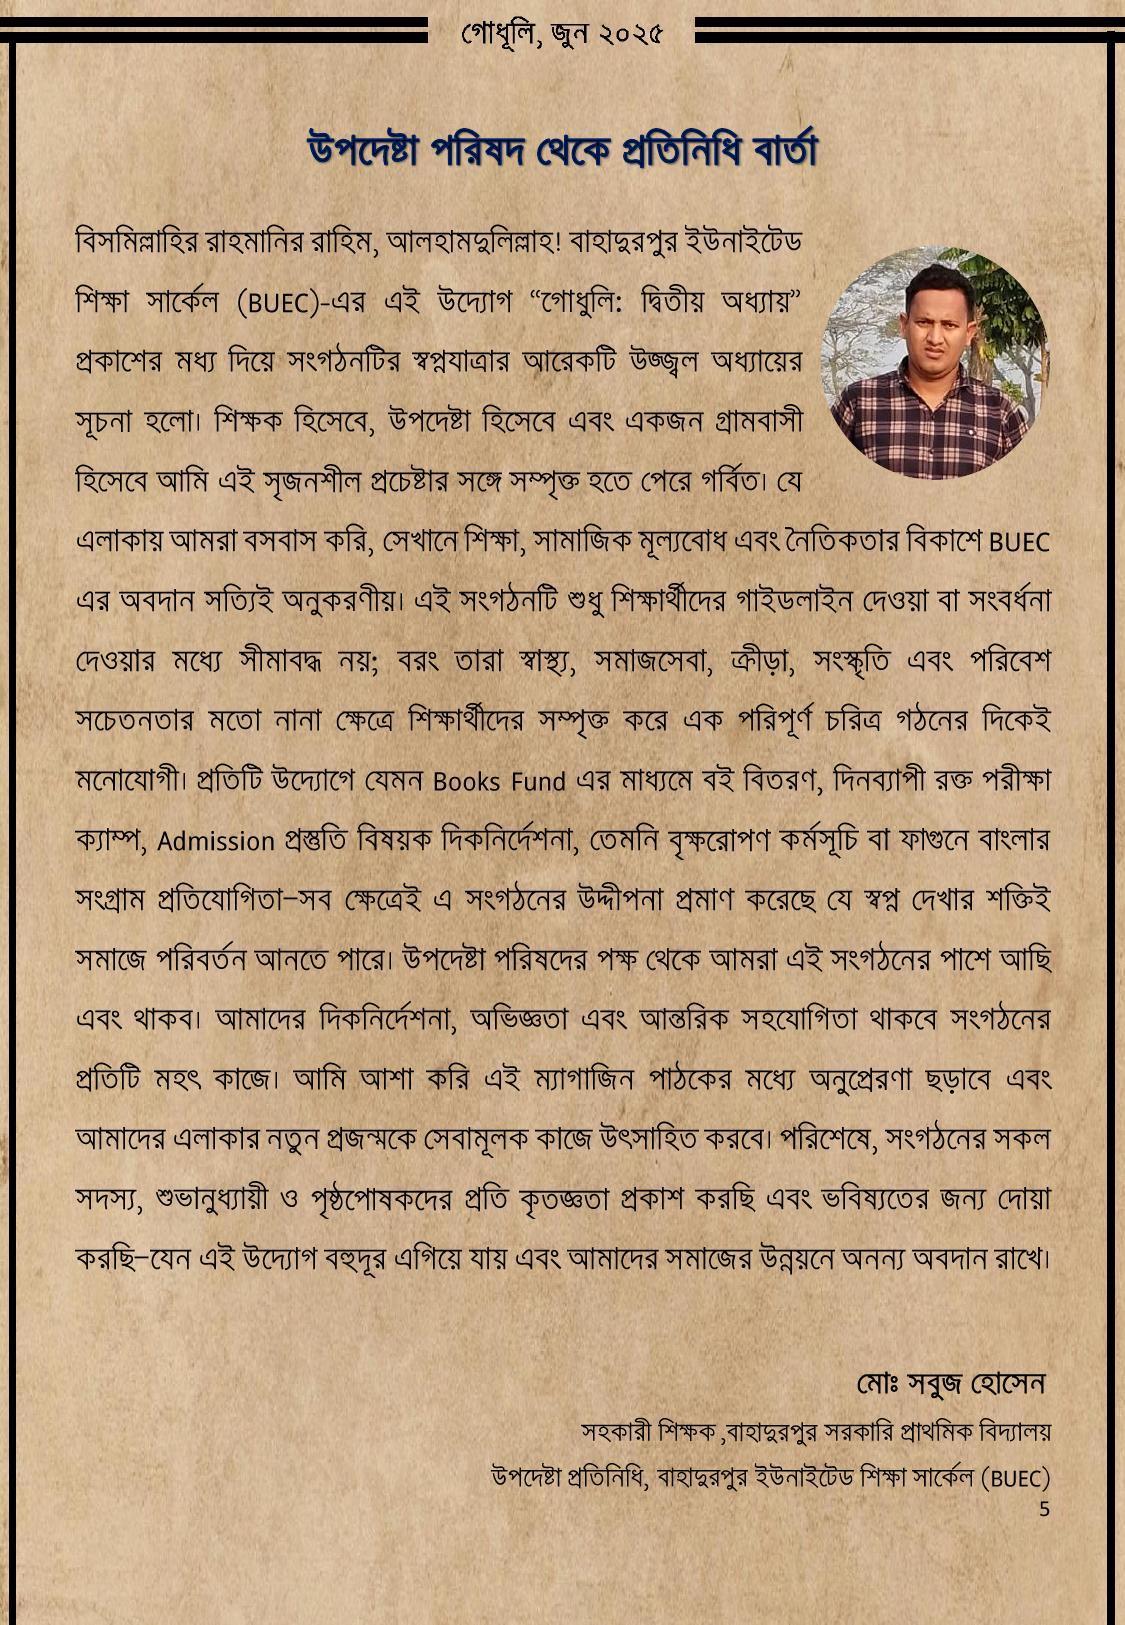 গোধূলি, জুন ২০২৫
উপদেষ্টা পরিষদ থেকে প্রতিনিধি বার্তা
বিসমিল্লাহির রাহমানির রাহিম, আলহামদুলিল্লাহ! বাহাদুরপুর ইউনাইটেড
শিক্ষা সার্কেল (BUEC)-এর এই উদ্যোগ “গোধুলি: দ্বিতীয় অধ্যায়”
প্রকাশের মধ্য দিয়ে সংগঠনটির স্বপ্নযাত্রার আরেকটি উজ্জ্বল অধ্যায়ের
সূচনা হলো। শিক্ষক হিসেবে, উপদেষ্টা হিসেবে এবং একজন গ্রামবাসী
হিসেবে আমি এই সৃজনশীল প্রচেষ্টার সঙ্গে সম্পৃক্ত হতে পেরে গর্বিত। যে
এলাকায় আমরা বসবাস করি, সেখানে শিক্ষা, সামাজিক মূল্যবোধ এবং নৈতিকতার বিকাশে BUEC
এর অবদান সত্যিই অনুকরণীয়। এই সংগঠনটি শুধু শিক্ষার্থীদের গাইডলাইন দেওয়া বা সংবর্ধনা
দেওয়ার মধ্যে সীমাবদ্ধ নয়; বরং তারা স্বাস্থ্য, সমাজসেবা, ক্রীড়া, সংস্কৃতি এবং পরিবেশ
সচেতনতার মতো নানা ক্ষেত্রে শিক্ষার্থীদের সম্পৃক্ত করে এক পরিপূর্ণ চরিত্র গঠনের দিকেই
মনোযোগী। প্রতিটি উদ্যোগে যেমন Books Fund এর মাধ্যমে বই বিতরণ, দিনব্যাপী রক্ত পরীক্ষা
ক্যাম্প, Admission প্রস্তুতি বিষয়ক দিকনির্দেশনা, তেমনি বৃক্ষরোপণ কর্মসূচি বা ফাগুনে বাংলার
সংগ্রাম প্রতিযোগিতা–সব ক্ষেত্রেই এ সংগঠনের উদ্দীপনা প্রমাণ করেছে যে স্বপ্ন দেখার শক্তিই
সমাজে পরিবর্তন আনতে পারে। উপদেষ্টা পরিষদের পক্ষ থেকে আমরা এই সংগঠনের পাশে আছি
এবং থাকব। আমাদের দিকনির্দেশনা, অভিজ্ঞতা এবং আন্তরিক সহযোগিতা থাকবে সংগঠনের
প্রতিটি মহৎ কাজে। আমি আশা করি এই ম্যাগাজিন পাঠকের মধ্যে অনুপ্রেরণা ছড়াবে এবং
আমাদের এলাকার নতুন প্রজন্মকে সেবামূলক কাজে উৎসাহিত করবে। পরিশেষে, সংগঠনের সকল
সদস্য, শুভানুধ্যায়ী ও পৃষ্ঠপোষকদের প্রতি কৃতজ্ঞতা প্রকাশ করছি এবং ভবিষ্যতের জন্য দোয়া
করছি–যেন এই উদ্যোগ বহুদূর এগিয়ে যায় এবং আমাদের সমাজের উন্নয়নে অনন্য অবদান রাখে।
মোঃ সবুজ হোসেন
সহকারী শিক্ষক ,বাহাদুরপুর সরকারি প্রাথমিক বিদ্যালয়
উপদেষ্টা প্রতিনিধি, বাহাদুরপুর ইউনাইটেড শিক্ষা সার্কেল (BUEC)
5